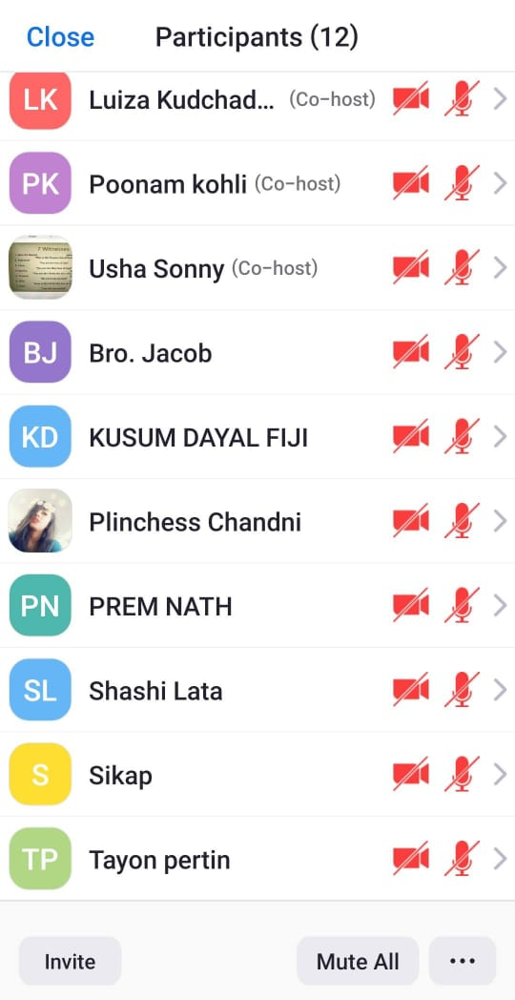 Close Participants (12)
LK Luiza Kudchad... (Co-host)
PK Poonam kohli (Co-host)
7 Witnesses
Usha Sonny (Co-host)
BJ Bro. Jacob
KD KUSUM DAYAL FIJI
Plinchess Chandni
PN PREM NATH
SL Shashi Lata
S Sikap
TP Tayon pertin
Invite Mute All ...